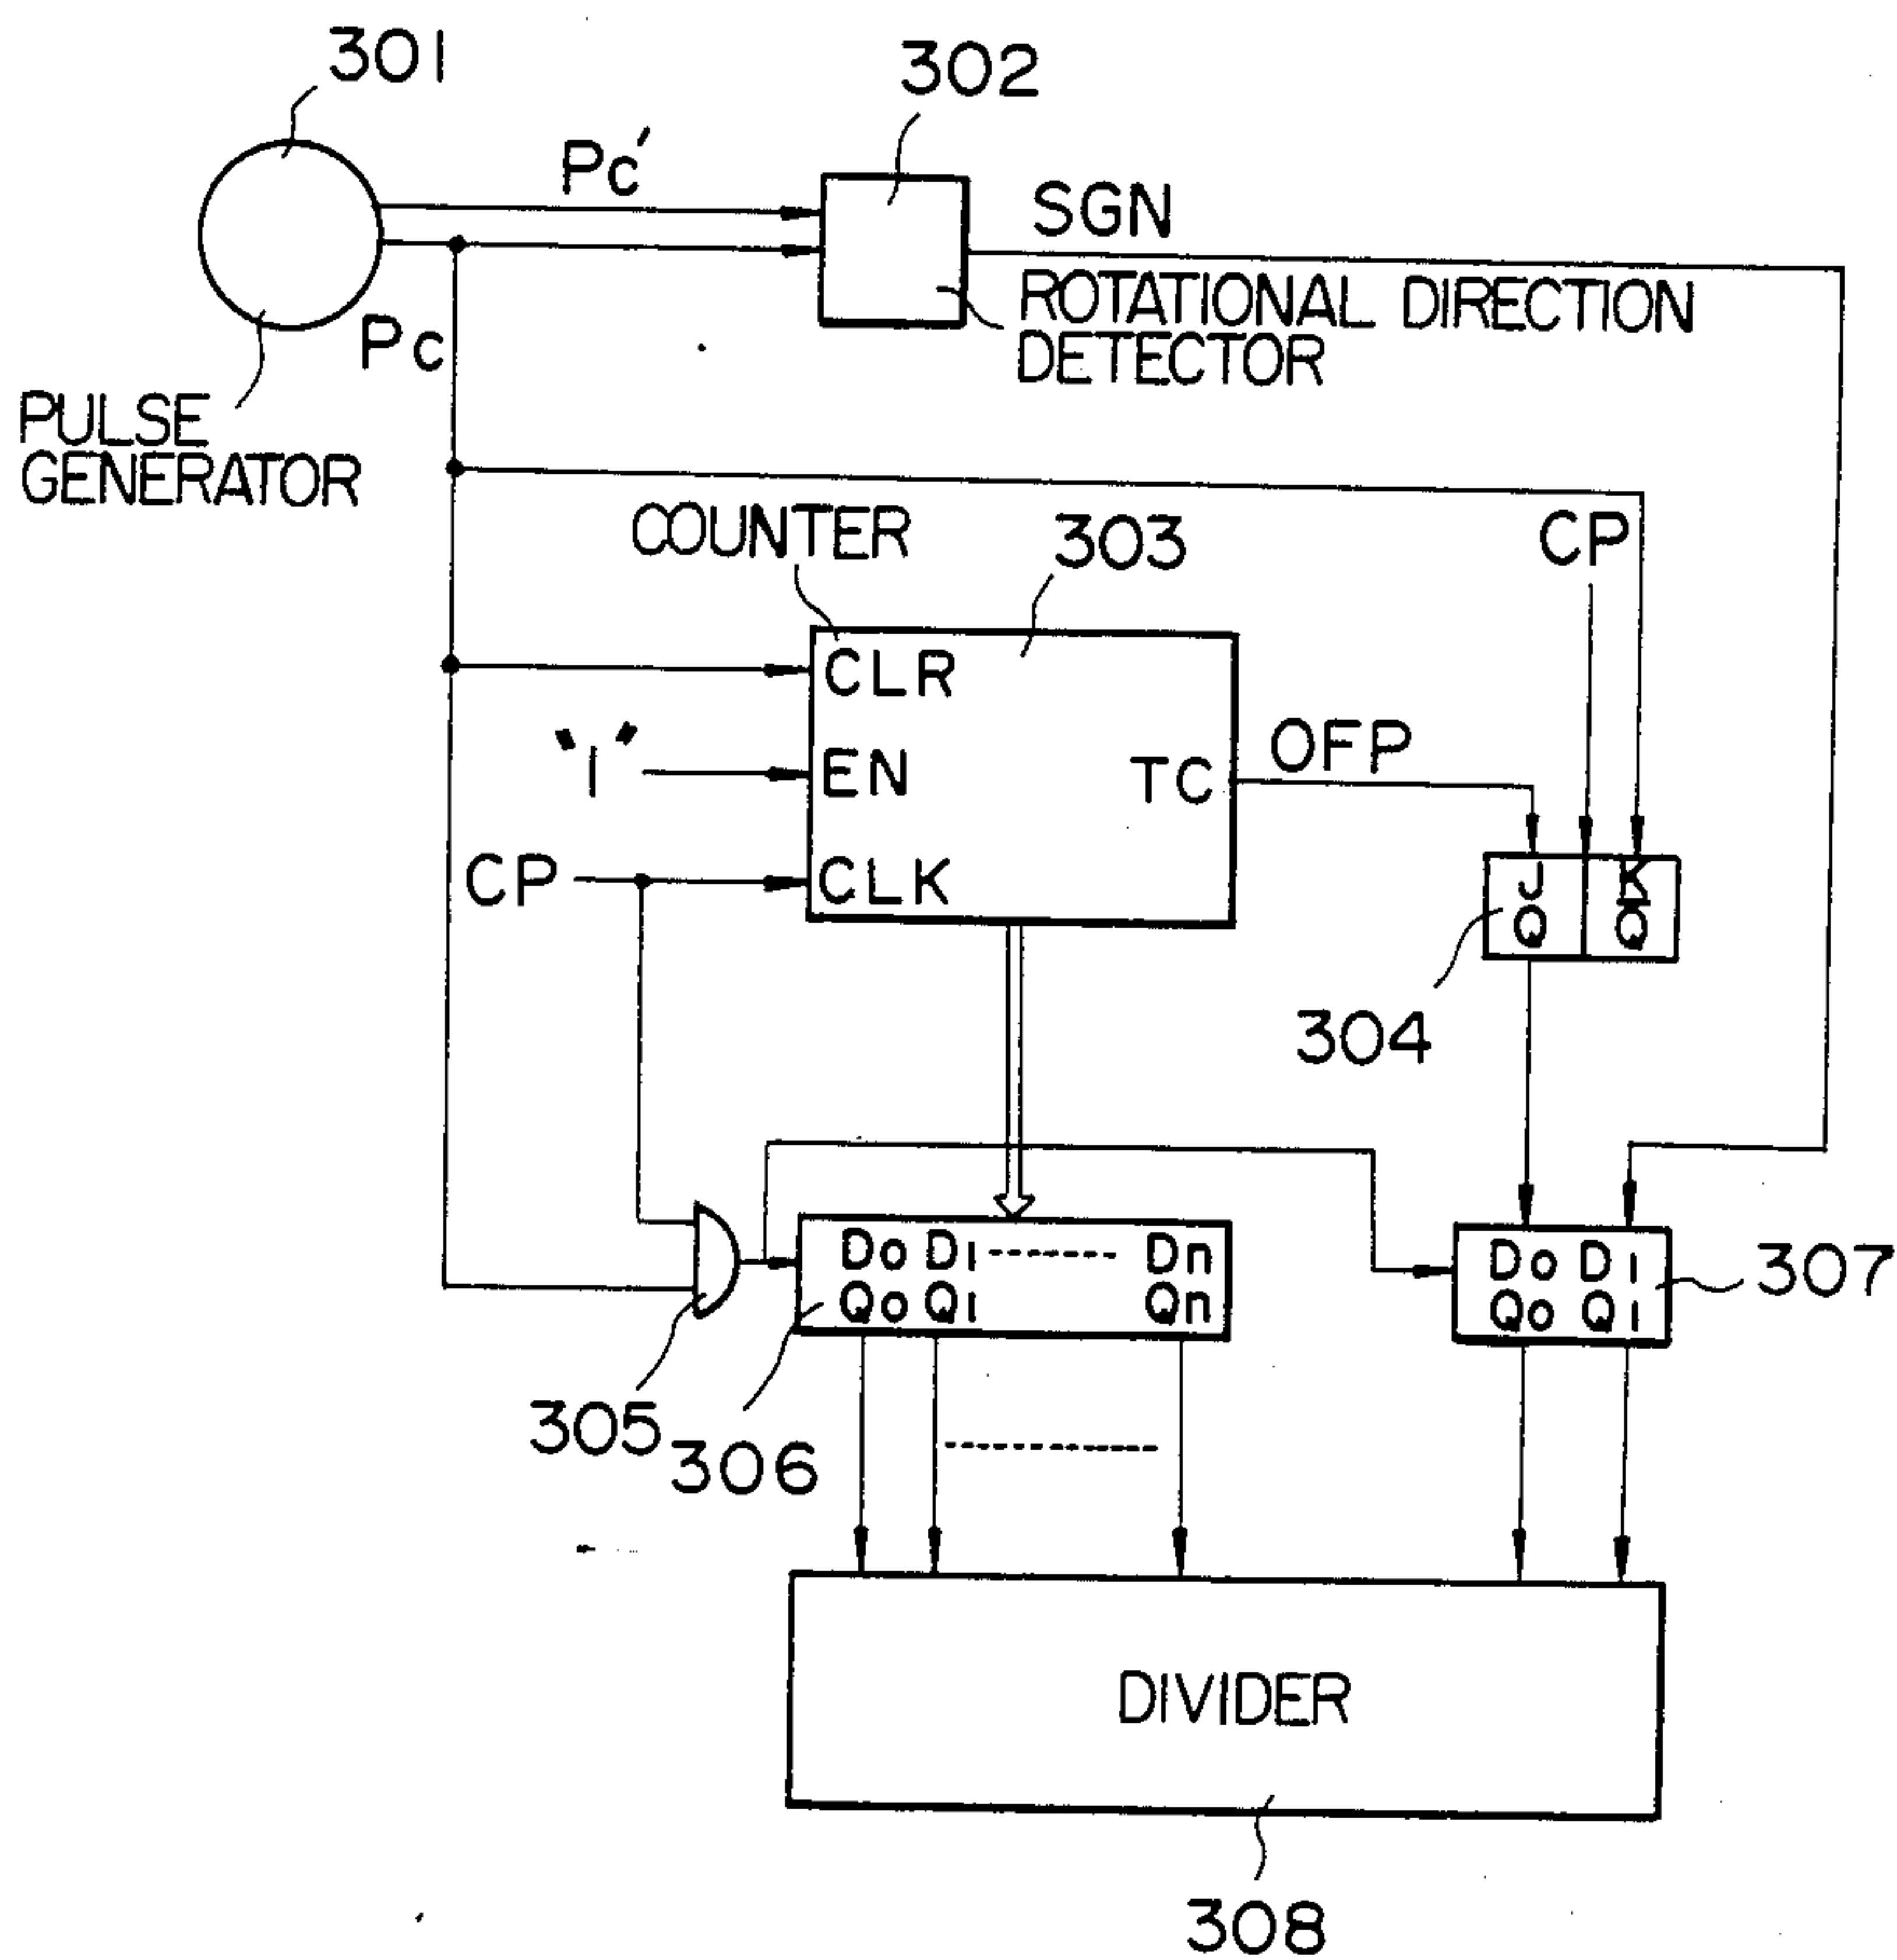 301
302
Pc'
SGN
ROTATIONAL DIRECTION
DETECTOR
Pc
PULSE
GENERATOR
COUNTER
303
CP
CLR
"1"
EN
TC
OFP
CP
CLK
J K
Q Q̅
304
Do D1 Dn
Qo Q1 Qn
Do D1
Qo Q1
307
305
306
DIVIDER
308